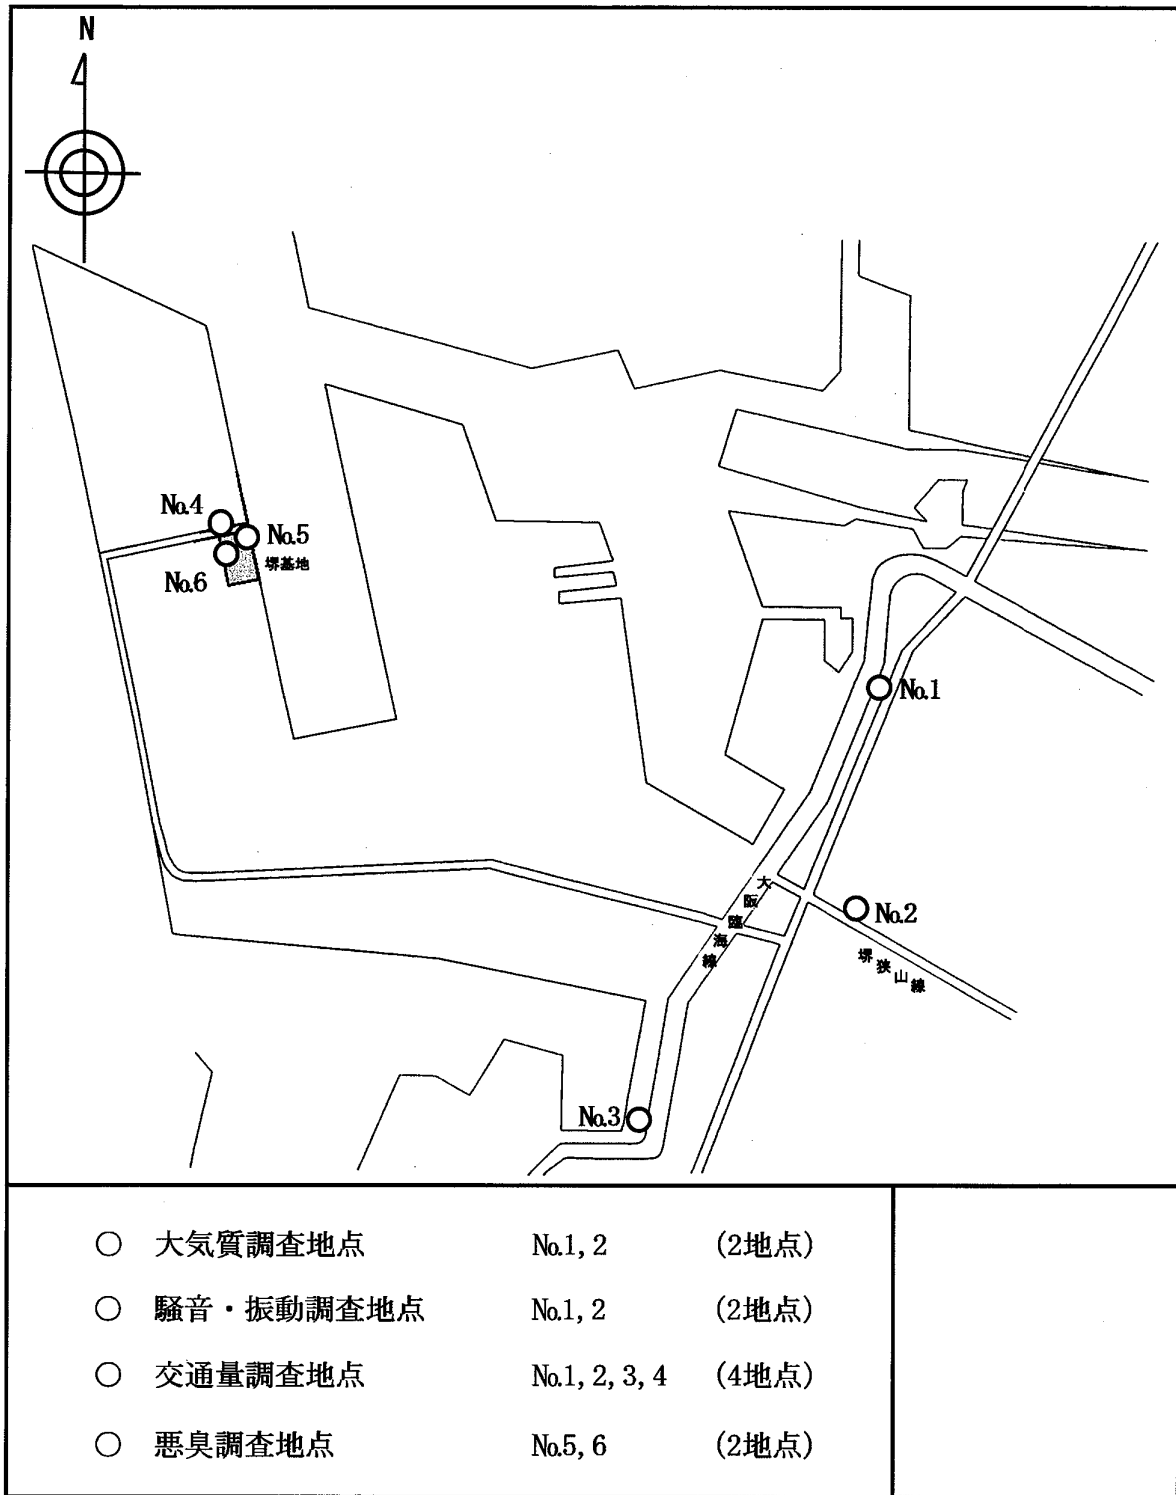 N
No.4
No.5
堺基地
No.6
No.1
大阪臨海線
No.2
堺狭山線
No.3
○ 大気質調査地点 No.1, 2 (2地点)
○ 騒音・振動調査地点 No.1, 2 (2地点)
○ 交通量調査地点 No.1, 2, 3, 4 (4地点)
○ 悪臭調査地点 No.5, 6 (2地点)